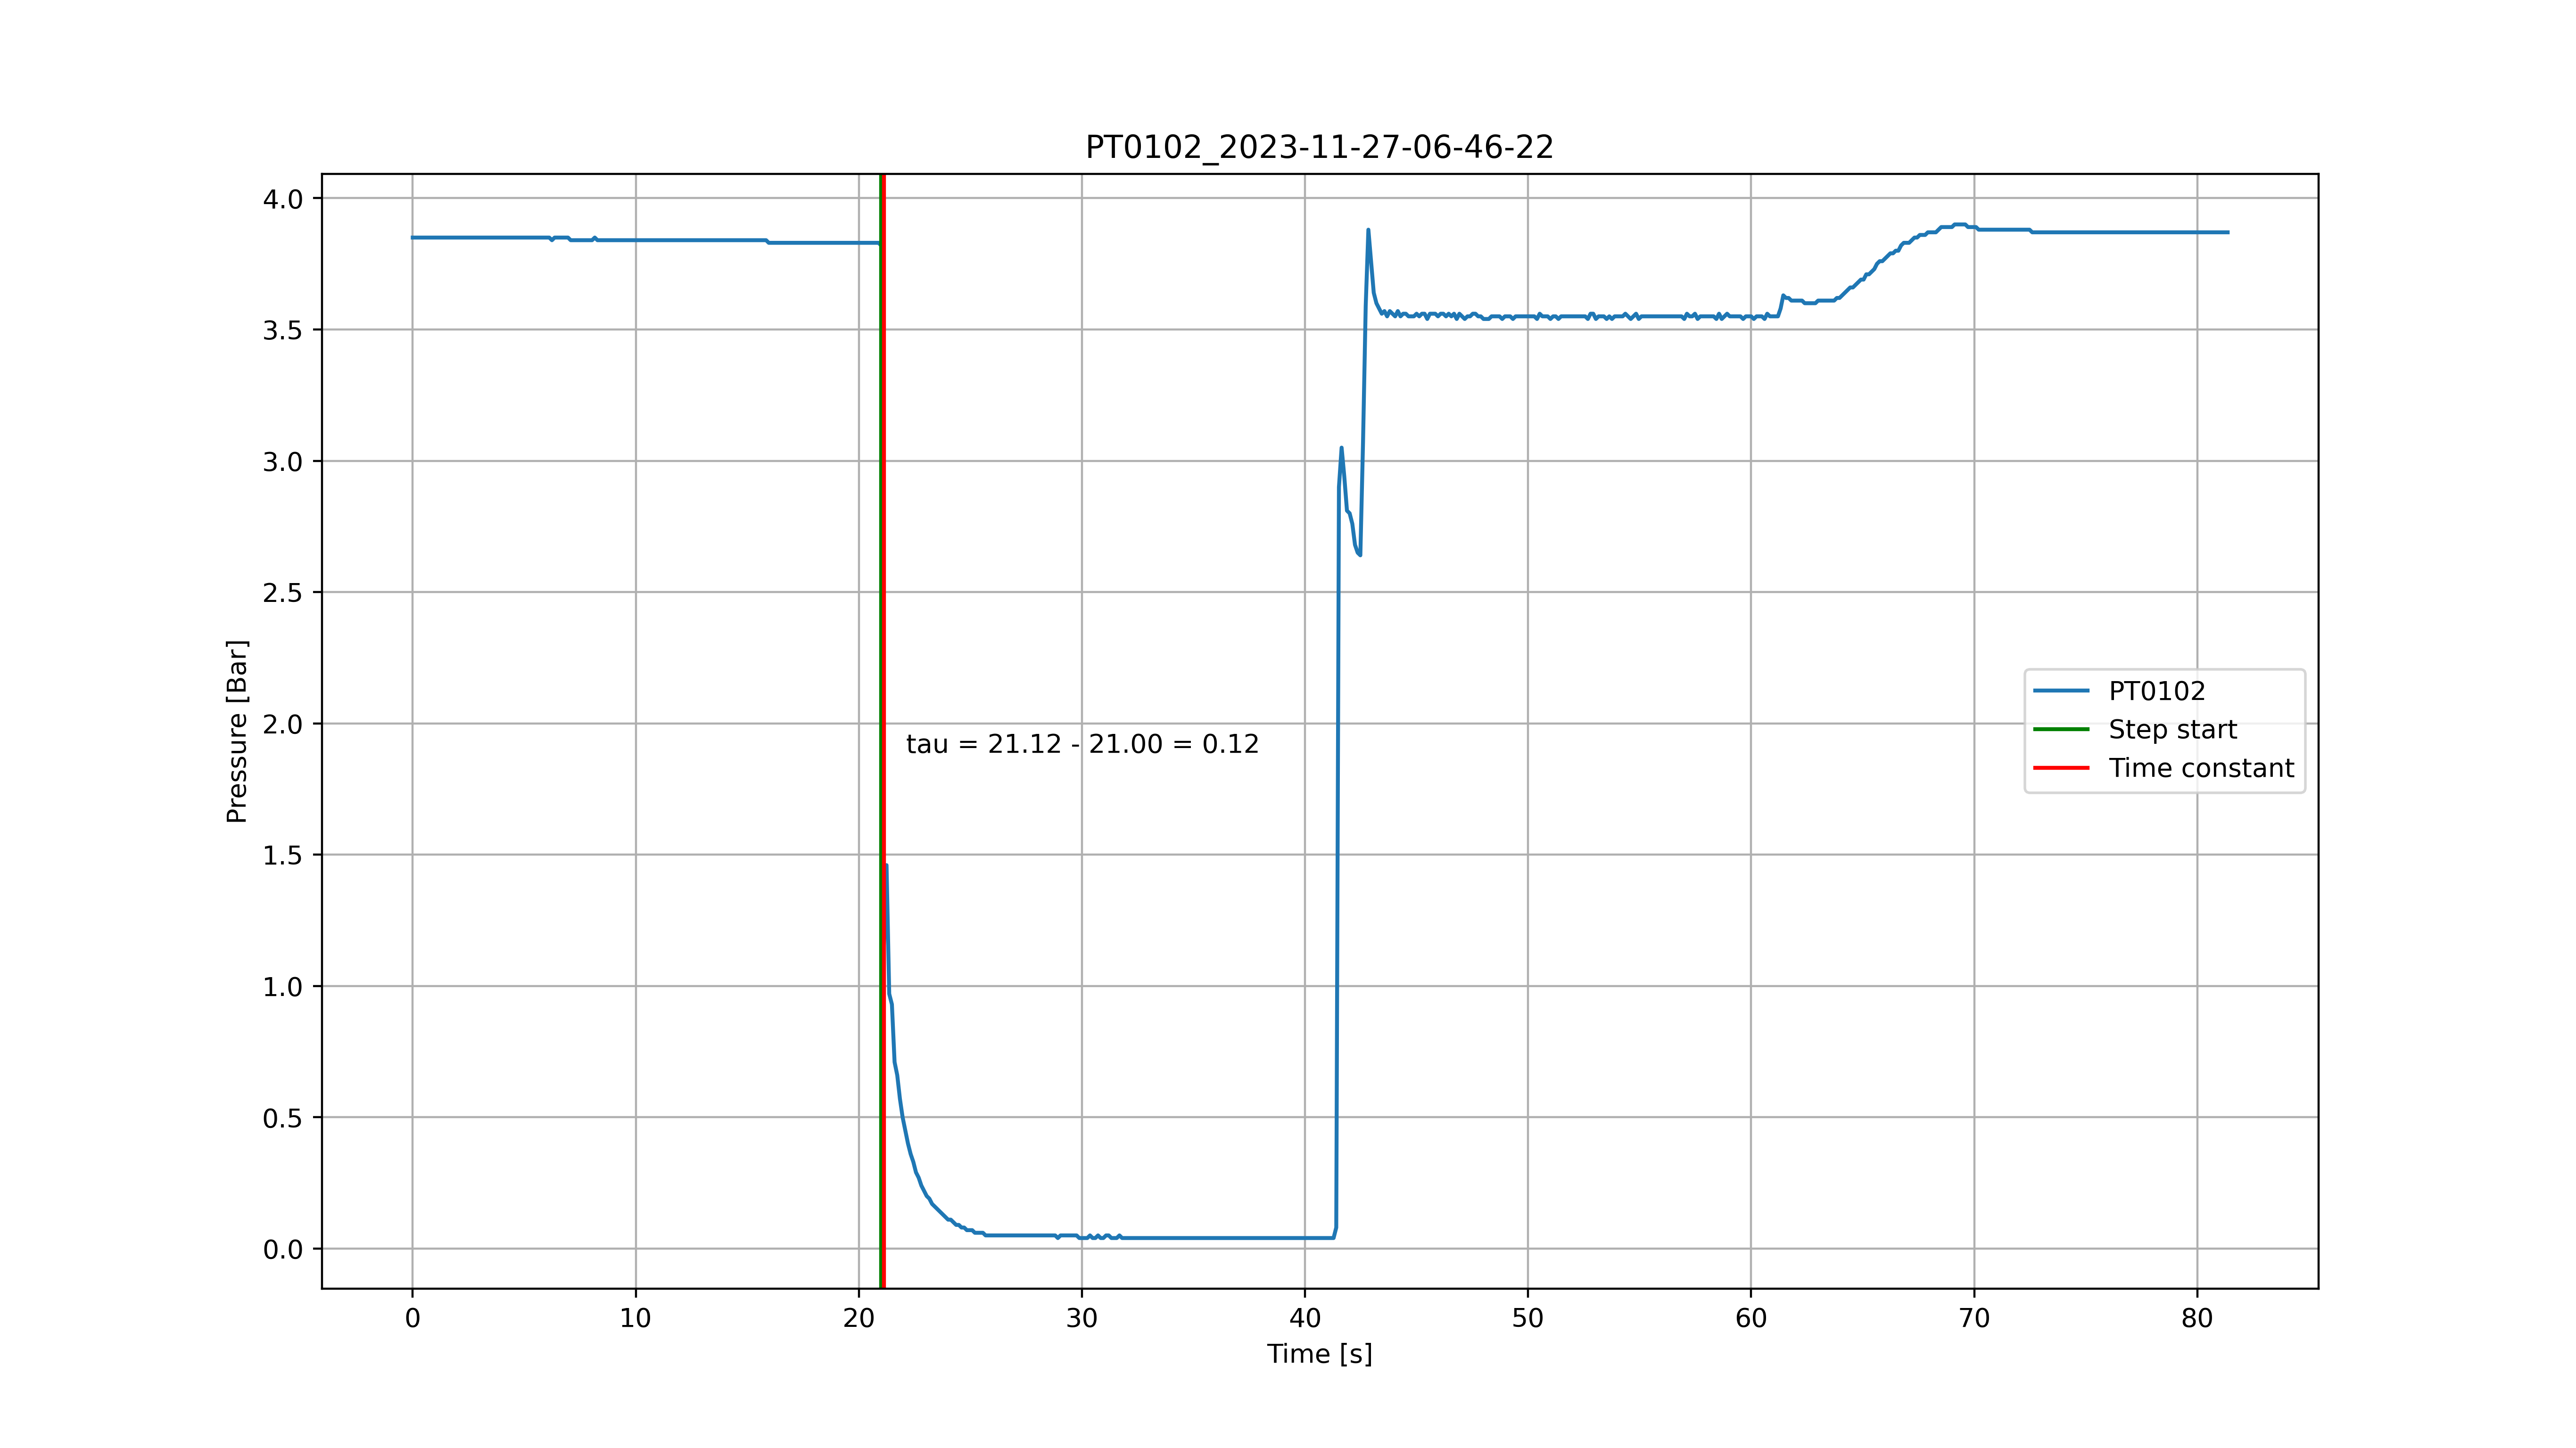 PT0102_2023-11-27-06-46-22
4.0
3.5
3.0
2.5
2.0
1.5
1.0
0.5
0.0
Pressure [Bar]
tau = 21.12 - 21.00 = 0.12
PT0102
Step start
Time constant
0 10 20 30 40 50 60 70 80
Time [s]